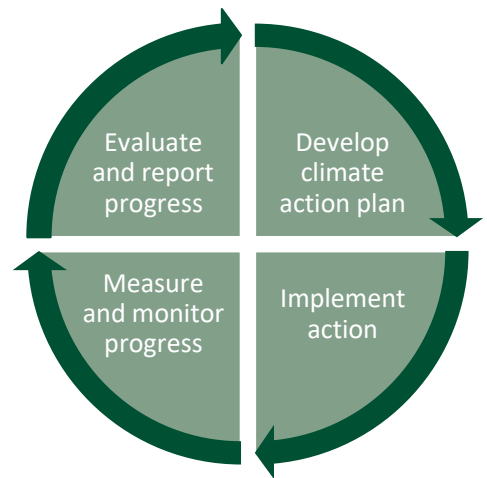 Evaluate
and report
progress
Develop
climate
action plan
Measure
and monitor
progress
Implement
action